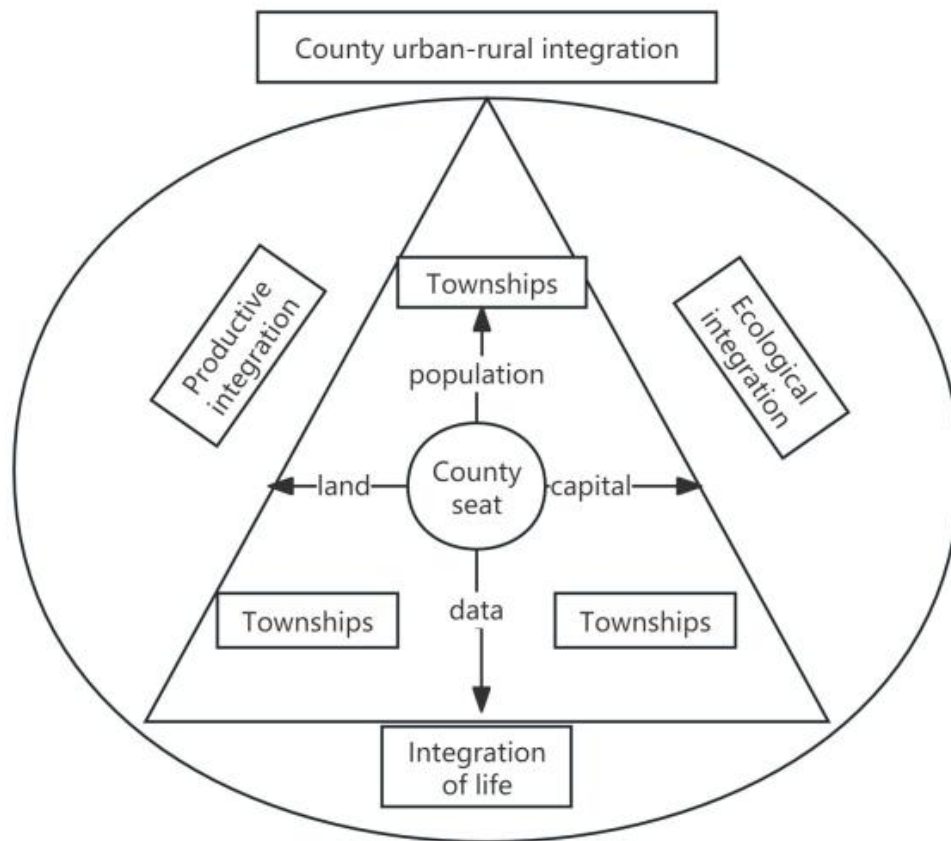 County urban-rural integration
Townships
Productive
integration
Ecological
integration
population
land
County
seat
capital
Townships
data
Townships
Integration
of life